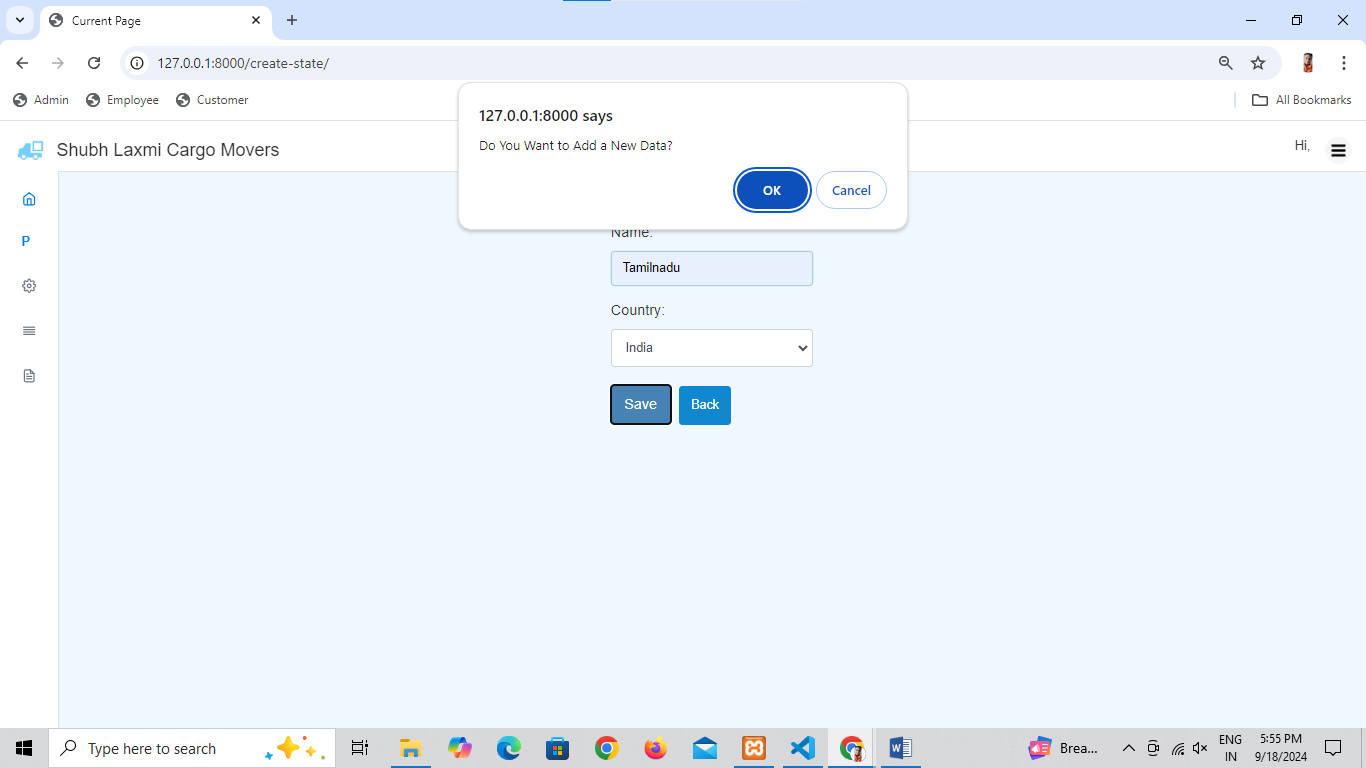 Current Page
127.0.0.1:8000/create-state/
Admin
Employee
Customer
All Bookmarks
127.0.0.1:8000 says
Do You Want to Add a New Data?
OK
Cancel
Shubh Laxmi Cargo Movers
Hi,
P
Name:
Tamilnadu
Country:
India
Save
Back
Type here to search
Brea...
ENG
IN
5:55 PM
9/18/2024